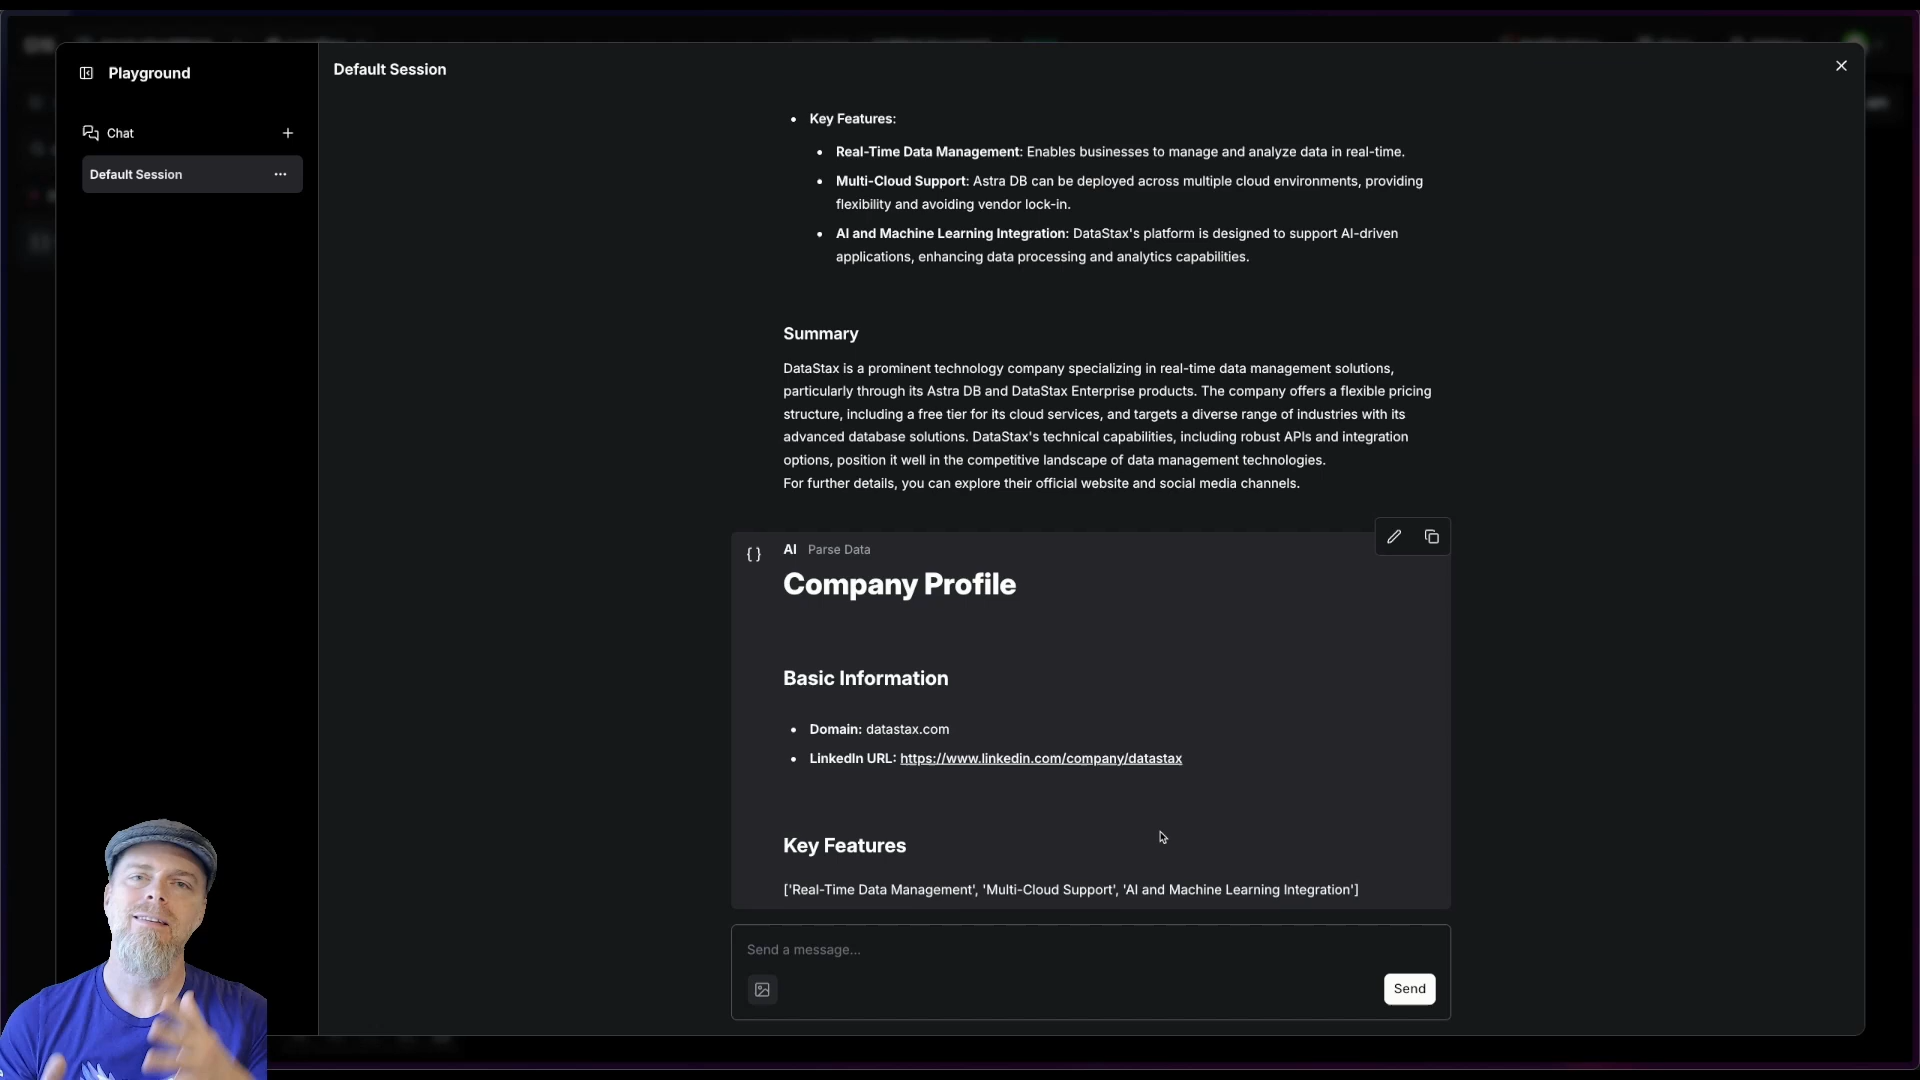 Playground
Default Session
Chat
Default Session
Key Features:
Real-Time Data Management: Enables businesses to manage and analyze data in real-time.
Multi-Cloud Support: Astra DB can be deployed across multiple cloud environments, providing
flexibility and avoiding vendor lock-in.
AI and Machine Learning Integration: DataStax's platform is designed to support AI-driven
applications, enhancing data processing and analytics capabilities.
Summary
DataStax is a prominent technology company specializing in real-time data management solutions,
particularly through its Astra DB and DataStax Enterprise products. The company offers a flexible pricing
structure, including a free tier for its cloud services, and targets a diverse range of industries with its
advanced database solutions. DataStax's technical capabilities, including robust APIs and integration
options, position it well in the competitive landscape of data management technologies.
For further details, you can explore their official website and social media channels.
AI Parse Data
Company Profile
Basic Information
Domain: datastax.com
LinkedIn URL: https://www.linkedin.com/company/datastax
Key Features
['Real-Time Data Management', 'Multi-Cloud Support', 'AI and Machine Learning Integration']
Send a message...
Send